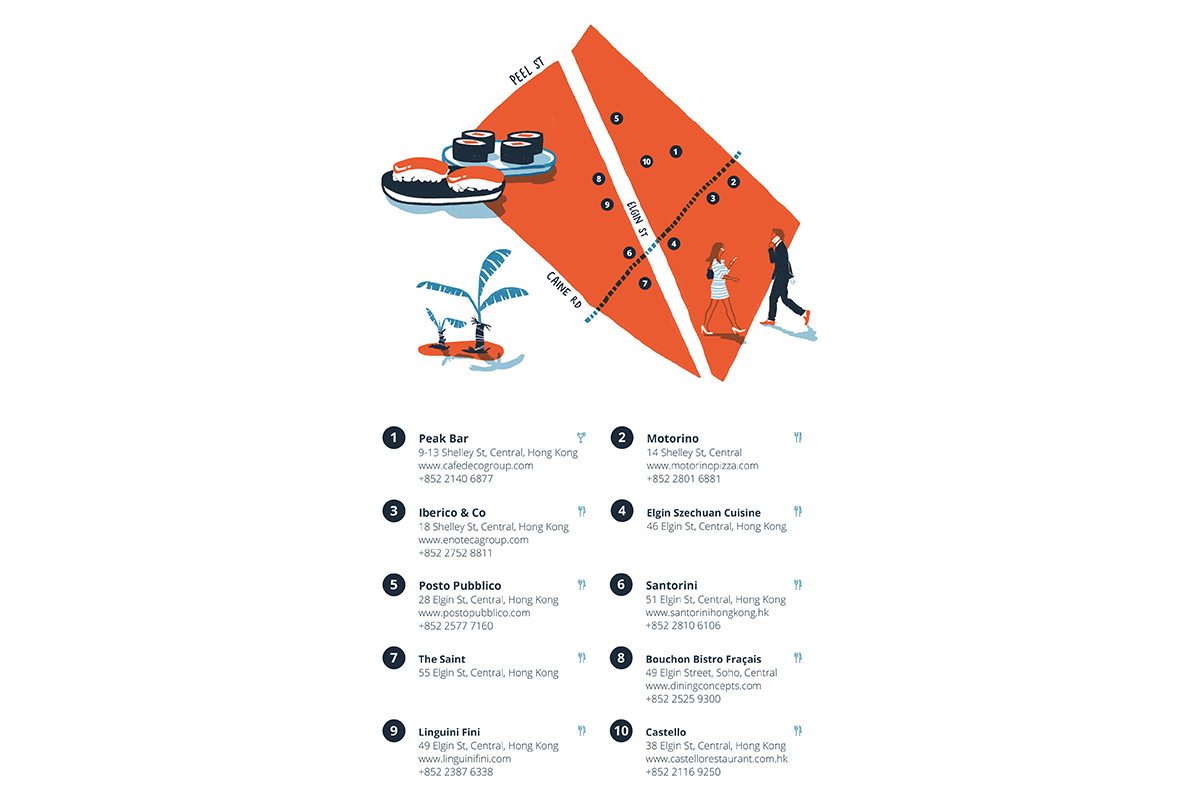 PEEL ST
5
1
10
2
8
3
9
ELGIN ST
4
6
CAINE RD
7
1 Peak Bar
9-13 Shelley St, Central, Hong Kong
www.cafedecogroup.com
+852 2140 6877
2 Motorino
14 Shelley St, Central
www.motorinopizza.com
+852 2801 6881
3 Iberico & Co
18 Shelley St, Central, Hong Kong
www.enotecagroup.com
+852 2752 8811
4 Elgin Szechuan Cuisine
46 Elgin St, Central, Hong Kong
5 Posto Pubblico
28 Elgin St, Central, Hong Kong
www.postopubblico.com
+852 2577 7160
6 Santorini
51 Elgin St, Central, Hong Kong
www.santorinihongkong.hk
+852 2810 6106
7 The Saint
55 Elgin St, Central, Hong Kong
8 Bouchon Bistro Fraçais
49 Elgin Street, Soho, Central
www.diningconcepts.com
+852 2525 9300
9 Linguini Fini
49 Elgin St, Central, Hong Kong
www.linguinifini.com
+852 2387 6338
10 Castello
38 Elgin St, Central, Hong Kong
www.castellorestaurant.com.hk
+852 2116 9250